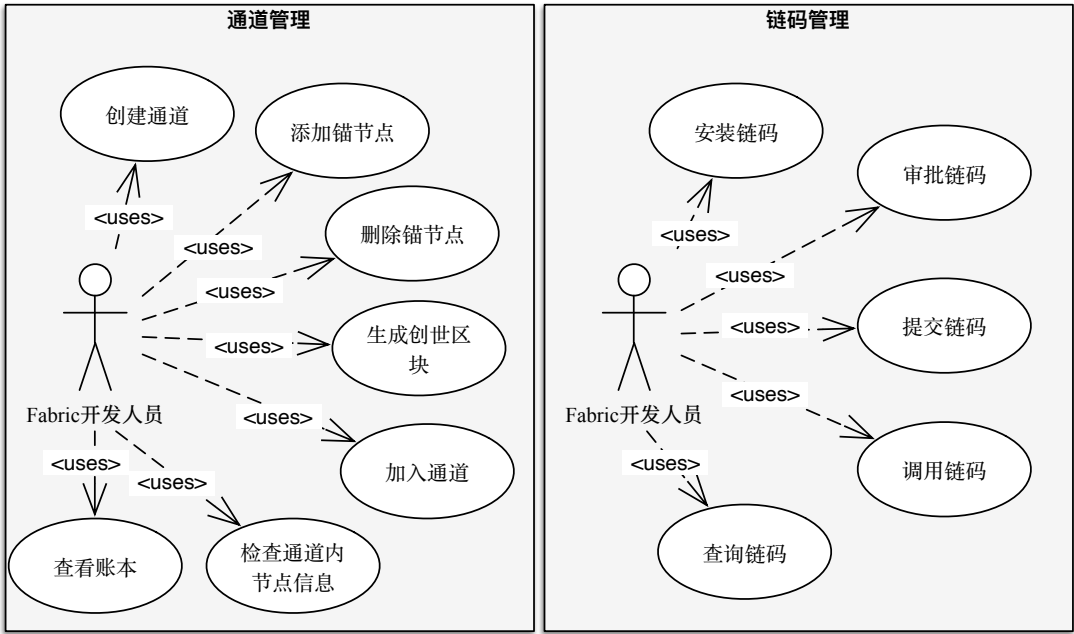 通道管理
创建通道
添加锚节点
<uses>
<uses>
删除锚节点
<uses>
生成创世区
块
<uses>
<uses>
Fabric开发人员
加入通道
<uses>
<uses>
查看账本
检查通道内
节点信息
链码管理
安装链码
审批链码
<uses>
<uses>
提交链码
<uses>
<uses>
Fabric开发人员
调用链码
<uses>
查询链码